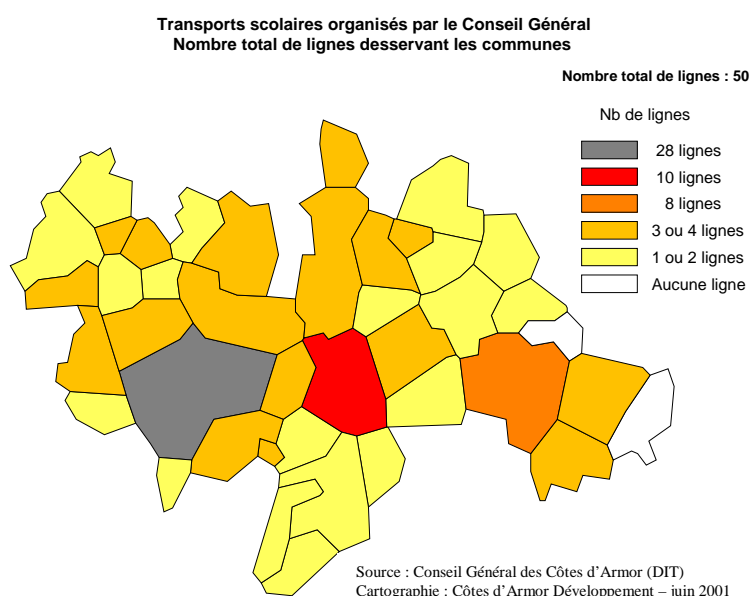 Transports scolaires organisés par le Conseil Général
Nombre total de lignes desservant les communes
Nombre total de lignes : 50
Nb de lignes
28 lignes
10 lignes
8 lignes
3 ou 4 lignes
1 ou 2 lignes
Aucune ligne
Source : Conseil Général des Côtes d'Armor (DIT)
Cartographie : Côtes d'Armor Développement – juin 2001